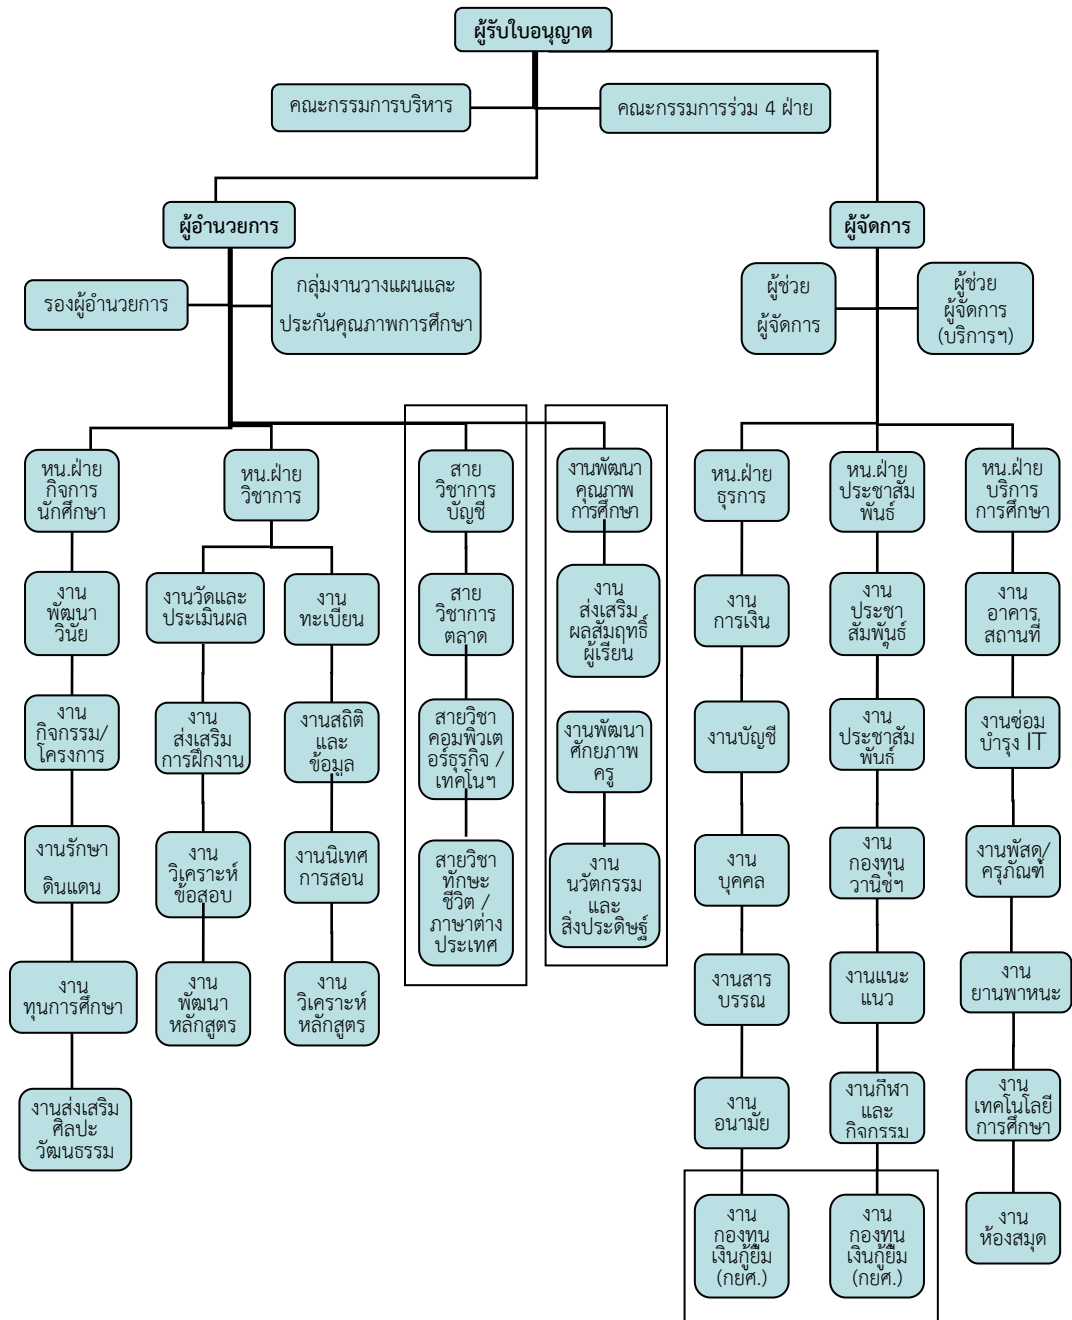 ผู้รับใบอนุญาต
คณะกรรมการบริหาร
คณะกรรมการร่วม 4 ฝ่าย
ผู้อำนวยการ
ผู้จัดการ
รองผู้อำนวยการ
กลุ่มงานวางแผนและ
ประกันคุณภาพการศึกษา
ผู้ช่วย
ผู้จัดการ
ผู้ช่วย
ผู้จัดการ
(บริการฯ)
หน.ฝ่าย
กิจการ
นักศึกษา
หน.ฝ่าย
วิชาการ
สาย
วิชาการ
บัญชี
งานพัฒนา
คุณภาพ
การศึกษา
หน.ฝ่าย
ธุรการ
หน.ฝ่าย
ประชาสัม
พันธ์
หน.ฝ่าย
บริการ
การศึกษา
งาน
พัฒนา
วินัย
งานวัดและ
ประเมินผล
งาน
ทะเบียน
สาย
วิชาการ
ตลาด
งาน
ส่งเสริม
ผลสัมฤทธิ์
ผู้เรียน
งาน
การเงิน
งาน
ประชา
สัมพันธ์
งาน
อาคาร
สถานที่
งาน
กิจกรรม/
โครงการ
งาน
ส่งเสริม
การฝึกงาน
งานสถิติ
และ
ข้อมูล
สายวิชา
คอมพิวเต
อร์ธุรกิจ /
เทคโนฯ
งานพัฒนา
ศักยภาพ
ครู
งานบัญชี
งาน
ประชาสัม
พันธ์
งานซ่อม
บำรุง IT
งานรักษา
ดินแดน
งาน
วิเคราะห์
ข้อสอบ
งานนิเทศ
การสอน
สายวิชา
ทักษะ
ชีวิต /
ภาษาต่าง
ประเทศ
งาน
นวัตกรรม
และ
สิ่งประดิษฐ์
งาน
บุคคล
งาน
กองทุน
วานิชฯ
งานพัสดุ/
ครุภัณฑ์
งาน
ทุนการศึกษา
งาน
พัฒนา
หลักสูตร
งาน
วิเคราะห์
หลักสูตร
งานสาร
บรรณ
งานแนะ
แนว
งาน
ยานพาหนะ
งานส่งเสริม
ศิลปะ
วัฒนธรรม
งาน
อนามัย
งานกีฬา
และ
กิจกรรม
งาน
เทคโนโลยี
การศึกษา
งาน
กองทุน
เงินกู้ยืม
(กยศ.)
งาน
กองทุน
เงินกู้ยืม
(กยศ.)
งาน
ห้องสมุด